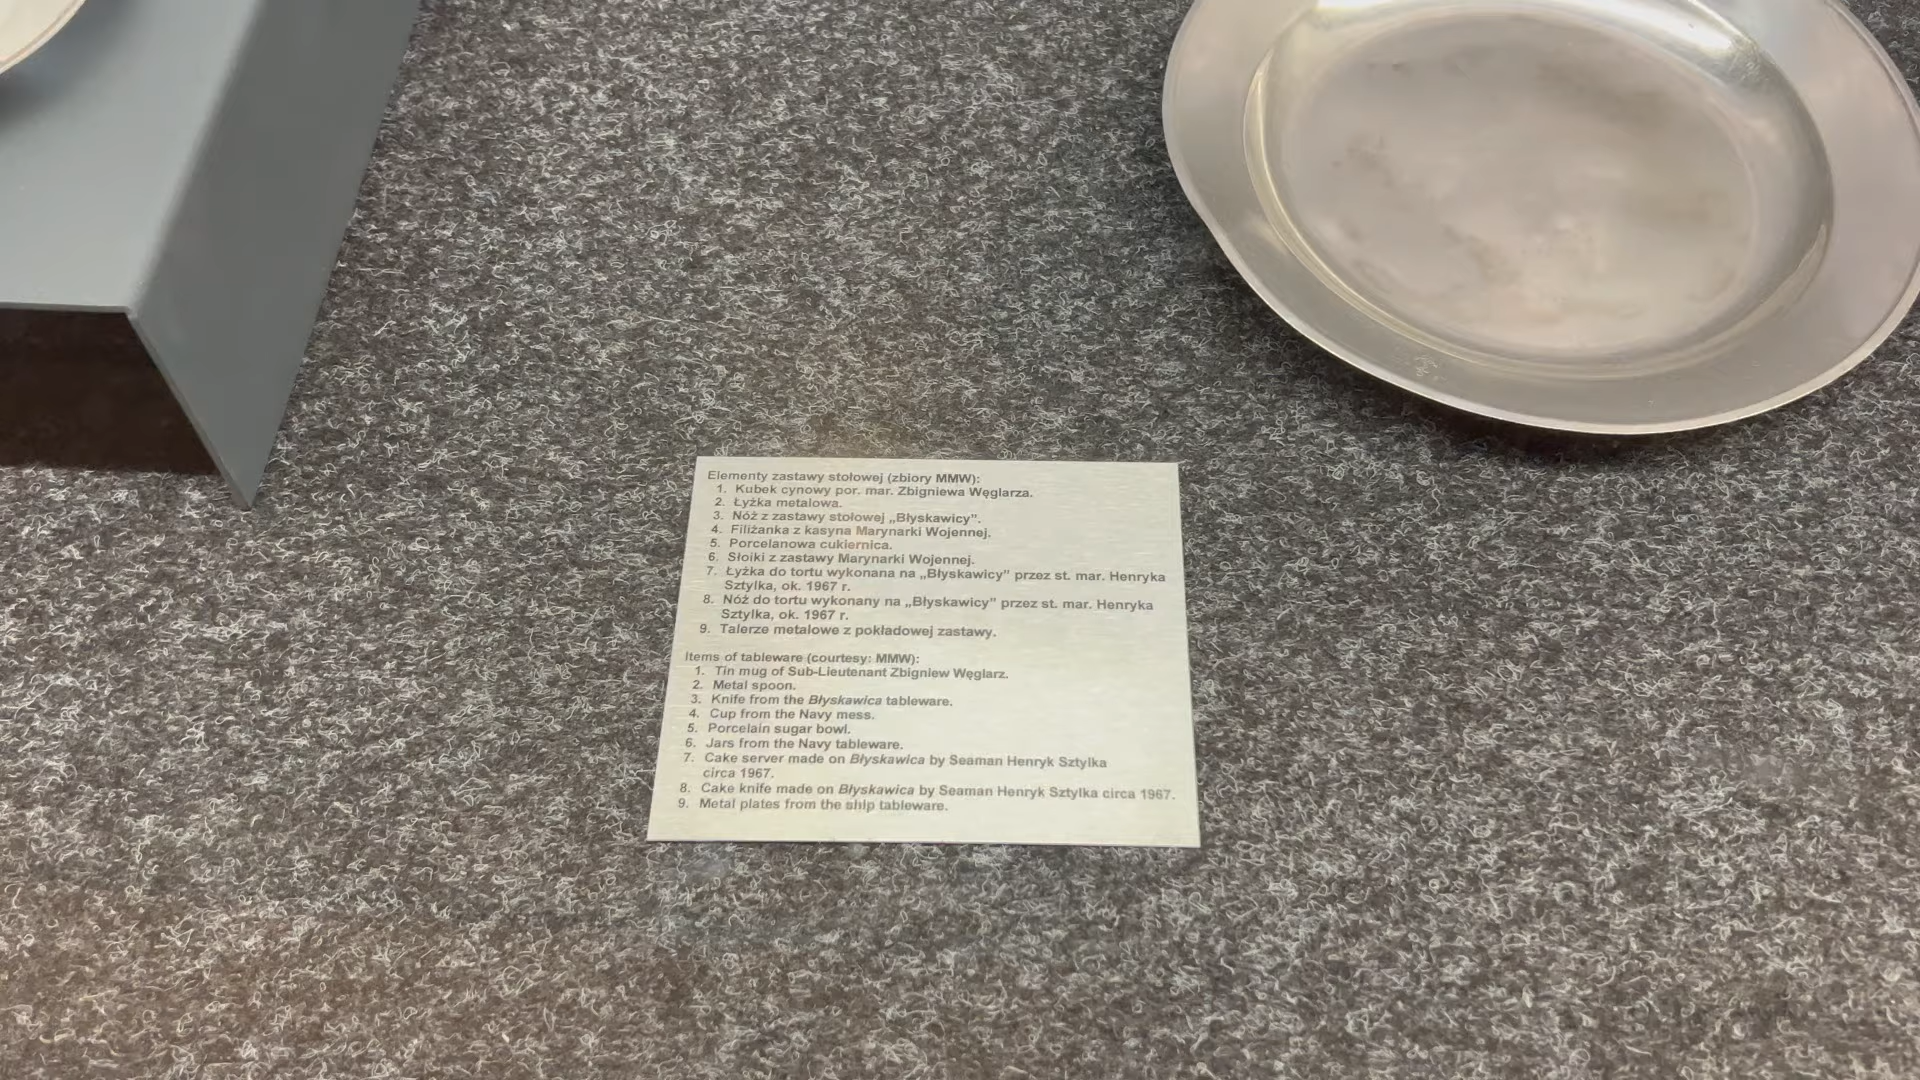 Elementy zastawy stołowej (zbiory MMW):
1. Kubek cynowy por. mar. Zbigniewa Węglarza.
2. Łyżka metalowa.
3. Nóż z zastawy stołowej „Błyskawicy”.
4. Filiżanka z kasyna Marynarki Wojennej.
5. Porcelanowa cukiernica.
6. Słoiki z zastawy Marynarki Wojennej.
7. Łyżka do tortu wykonana na „Błyskawicy” przez st. mar. Henryka
Sztylka, ok. 1967 r.
8. Nóż do tortu wykonany na „Błyskawicy” przez st. mar. Henryka
Sztylka, ok. 1967 r.
9. Talerze metalowe z pokładowej zastawy.
Items of tableware (courtesy: MMW):
1. Tin mug of Sub-Lieutenant Zbigniew Węglarz.
2. Metal spoon.
3. Knife from the Błyskawica tableware.
4. Cup from the Navy mess.
5. Porcelain sugar bowl.
6. Jars from the Navy tableware.
7. Cake server made on Błyskawica by Seaman Henryk Sztylka
circa 1967.
8. Cake knife made on Błyskawica by Seaman Henryk Sztylka circa 1967.
9. Metal plates from the ship tableware.